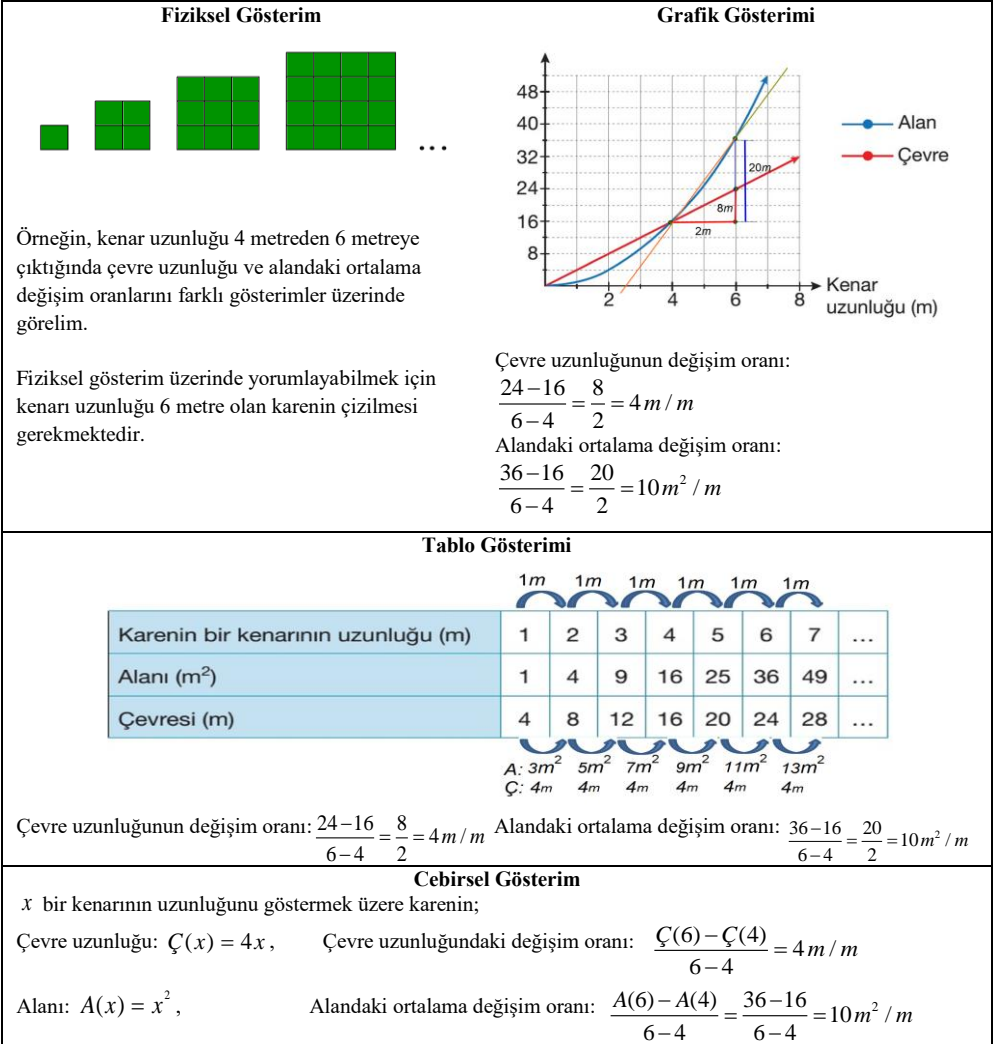 Fiziksel Gösterim
...
Örneğin, kenar uzunluğu 4 metreden 6 metreye
çıktığında çevre uzunluğu ve alandaki ortalama
değişim oranlarını farklı gösterimler üzerinde
görelim.
Fiziksel gösterim üzerinde yorumlayabilmek için
kenarı uzunluğu 6 metre olan karenin çizilmesi
gerekmektedir.
Grafik Gösterimi
48
40
32
24
16
8
20m
8m
2m
2 4 6 8
Kenar
uzunluğu (m)
Alan
Çevre
Çevre uzunluğunun değişim oranı:
(24 − 16)/(6 − 4) = 8/2 = 4 m / m
Alandaki ortalama değişim oranı:
(36 − 16)/(6 − 4) = 20/2 = 10 m² / m
Tablo Gösterimi
1m 1m 1m 1m 1m 1m
Karenin bir kenarının uzunluğu (m) 1 2 3 4 5 6 7 ...
Alanı (m²) 1 4 9 16 25 36 49 ...
Çevresi (m) 4 8 12 16 20 24 28 ...
A: 3m² 5m² 7m² 9m² 11m² 13m²
Ç: 4m 4m 4m 4m 4m 4m
Çevre uzunluğunun değişim oranı: (24 − 16)/(6 − 4) = 8/2 = 4 m / m Alandaki ortalama değişim oranı: (36 − 16)/(6 − 4) = 20/2 = 10 m² / m
Cebirsel Gösterim
x bir kenarının uzunluğunu göstermek üzere karenin;
Çevre uzunluğu: Ç(x) = 4x, Çevre uzunluğundaki değişim oranı: (Ç(6) − Ç(4))/(6 − 4) = 4 m / m
Alanı: A(x) = x², Alandaki ortalama değişim oranı: (A(6) − A(4))/(6 − 4) = (36 − 16)/(6 − 4) = 10 m² / m